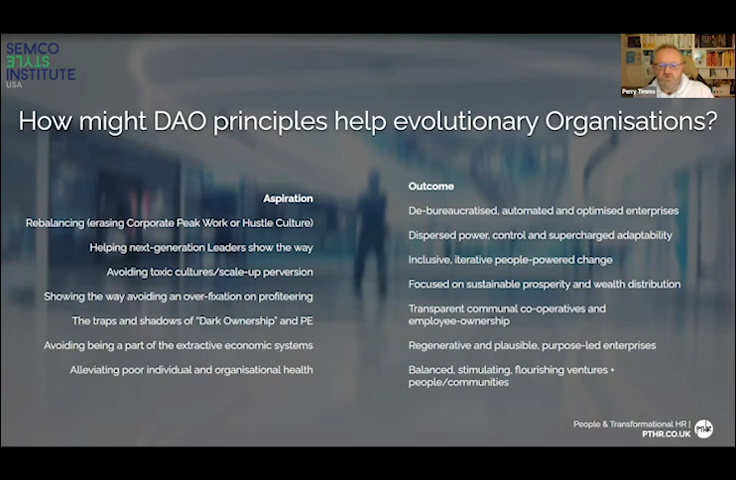 SEMCO
STYLE
INSTITUTE
USA
Perry Timms
How might DAO principles help evolutionary Organisations?
Aspiration
Rebalancing (erasing Corporate Peak Work or Hustle Culture)
Helping next-generation Leaders show the way
Avoiding toxic cultures/scale-up perversion
Showing the way avoiding an over-fixation on profiteering
The traps and shadows of “Dark Ownership” and PE
Avoiding being a part of the extractive economic systems
Alleviating poor individual and organisational health
Outcome
De-bureaucratised, automated and optimised enterprises
Dispersed power, control and supercharged adaptability
Inclusive, iterative people-powered change
Focused on sustainable prosperity and wealth distribution
Transparent communal co-operatives and
employee-ownership
Regenerative and plausible, purpose-led enterprises
Balanced, stimulating, flourishing ventures +
people/communities
People & Transformational HR |
PTHR.CO.UK
PTHR